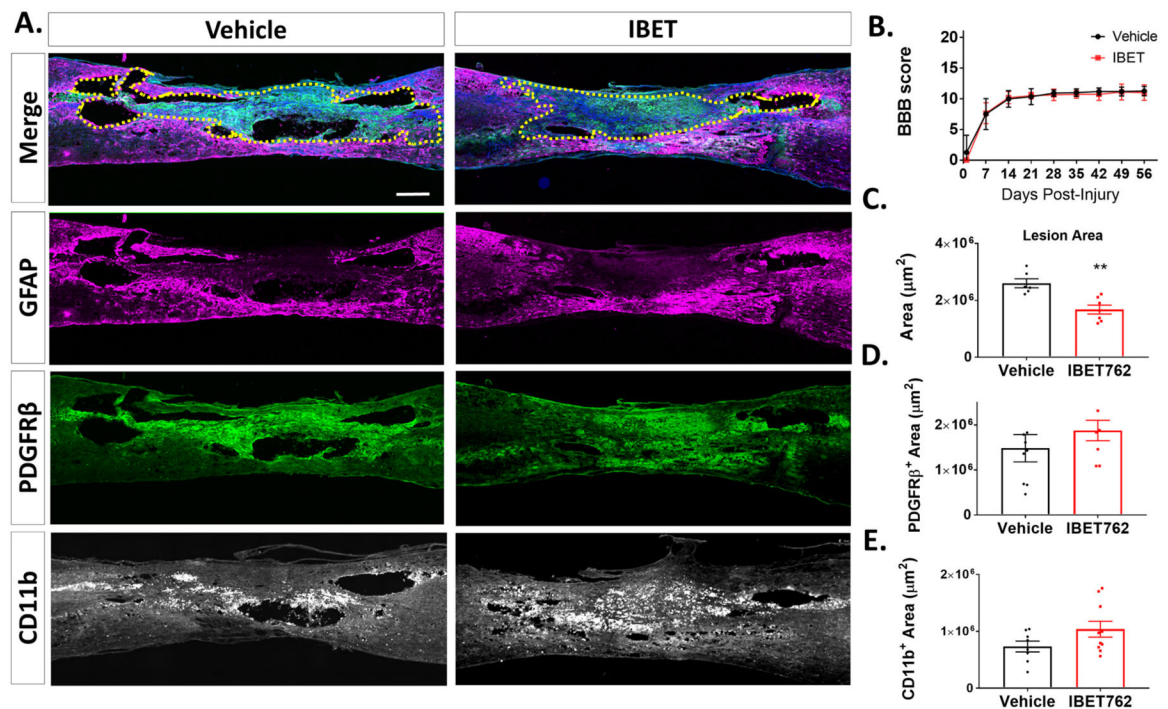 A.
Vehicle
IBET
Merge
GFAP
PDGFRβ
CD11b
B.
BBB score
20
15
10
5
0
Vehicle
IBET
0 7 14 21 28 35 42 49 56
Days Post-Injury
C.
Lesion Area
Area (μm²)
4×10⁶
2×10⁶
0
**
Vehicle IBET762
D.
PDGFRβ⁺ Area (μm²)
2×10⁶
1×10⁶
0
Vehicle IBET762
E.
CD11b⁺ Area (μm²)
2×10⁶
1×10⁶
0
Vehicle IBET762